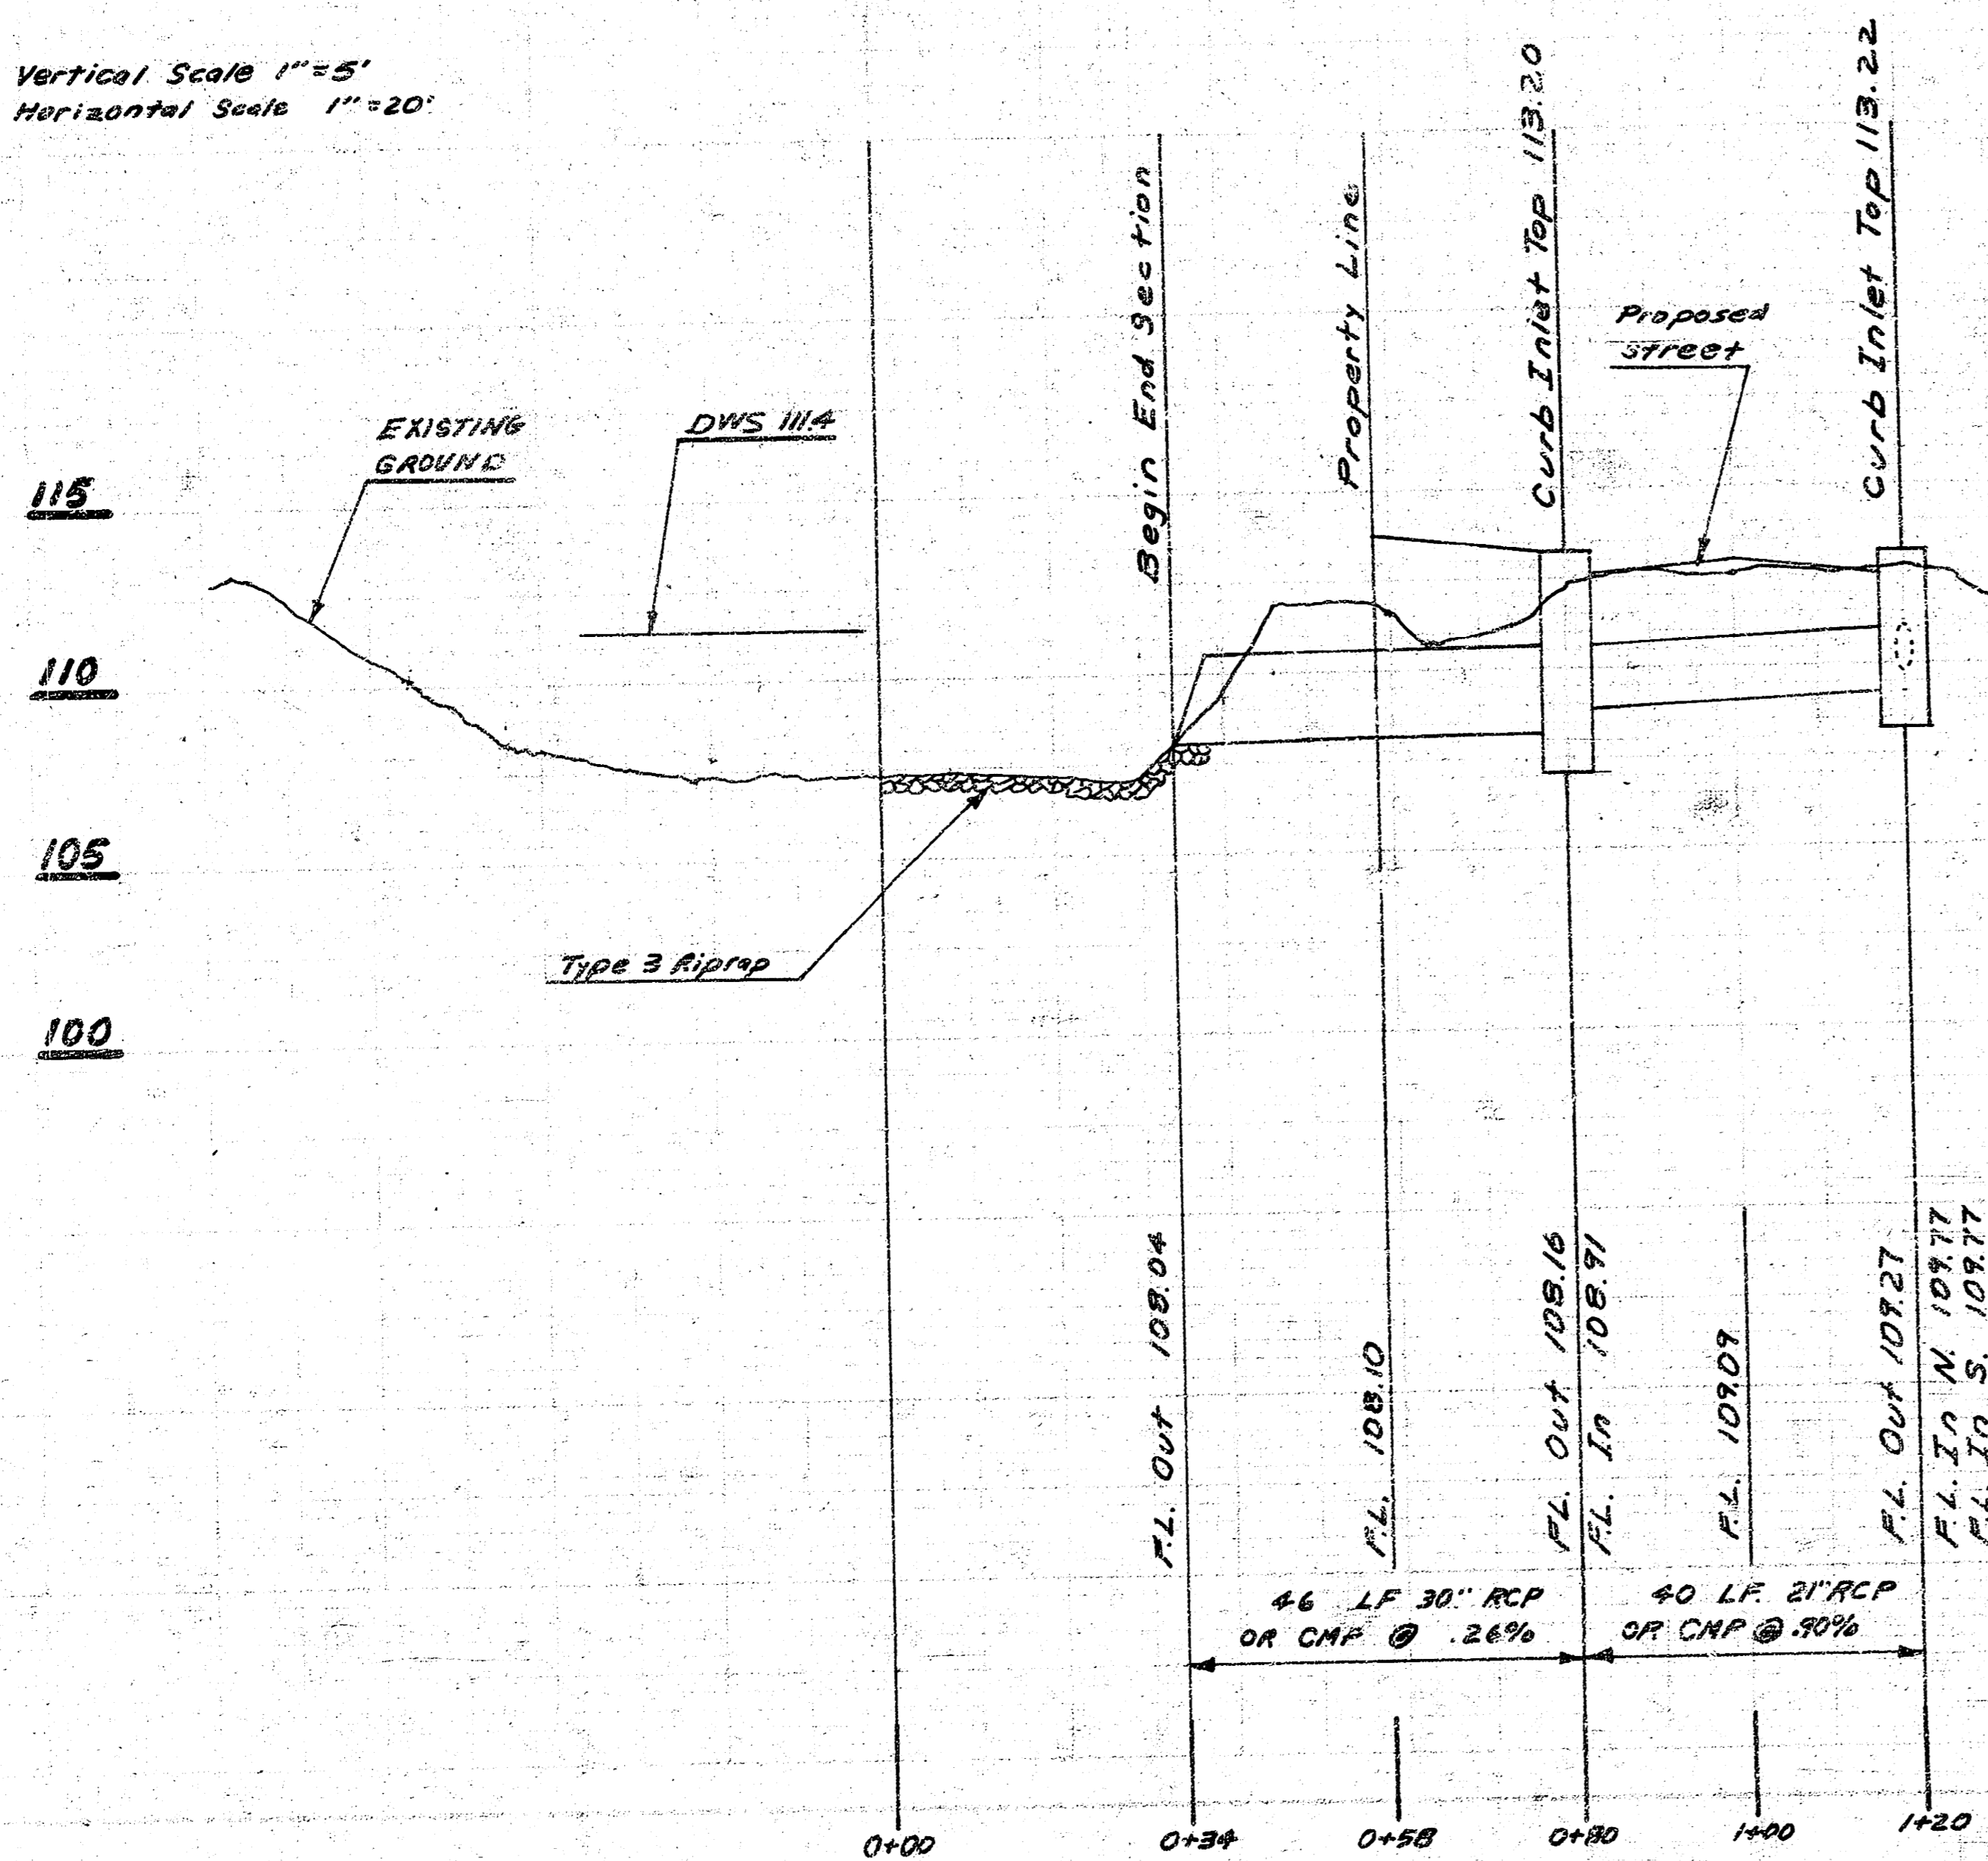 Vertical Scale 1"=5'
Horizontal Scale 1"=20'
Begin End Section
Property Line
Curb Inlet Top 113.20
Curb Inlet Top 113.22
Proposed
street
EXISTING
GROUND
DWS 111.4
115
110
105
100
Type 3 Riprap
F.L. Out 108.04
F.L. 108.10
F.L. Out 108.16
F.L. In 108.91
F.L. 109.09
F.L. Out 109.27
F.L. In N. 109.77
F.L. In S. 109.77
46 LF 30" RCP
OR CMP @ .26%
40 LF. 21" RCP
OR CMP @ .90%
0+00
0+34
0+58
0+80
1+00
1+20